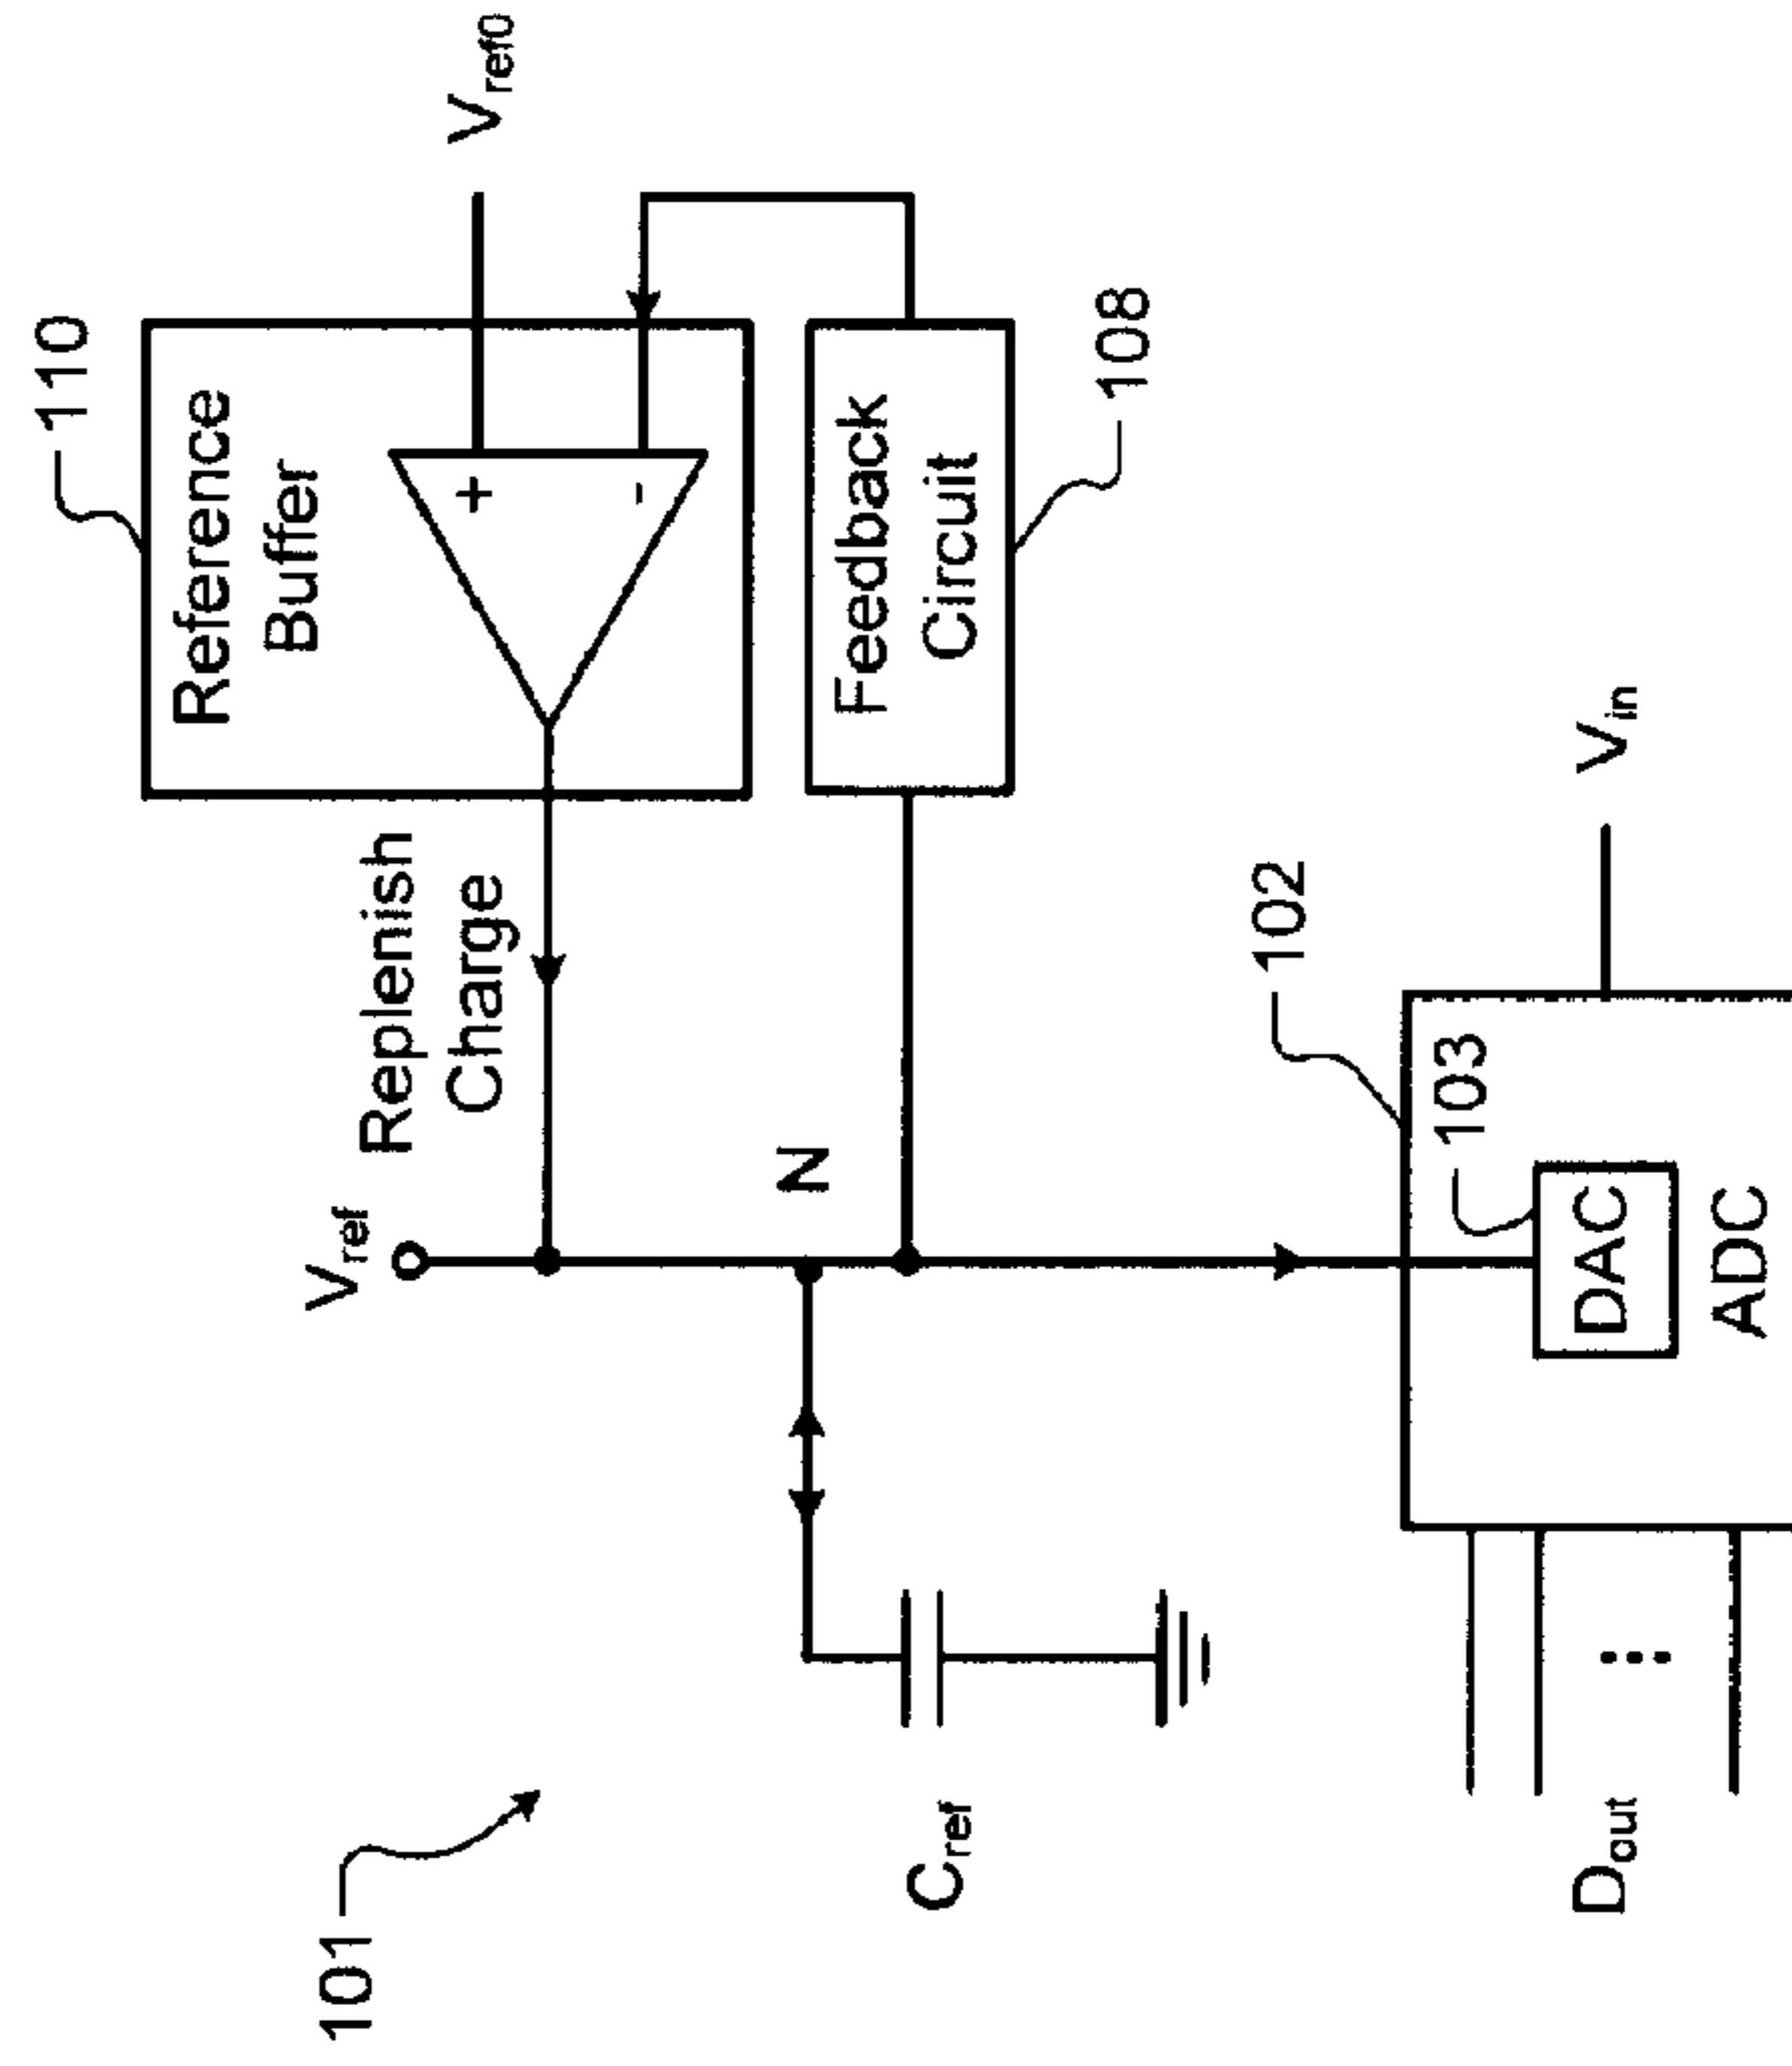 110
Reference
Buffer
+
-
V_ref0
Replenish
Charge
V_ref
N
Feedback
Circuit
108
101
C_ref
102
103
DAC
ADC
V_in
D_out